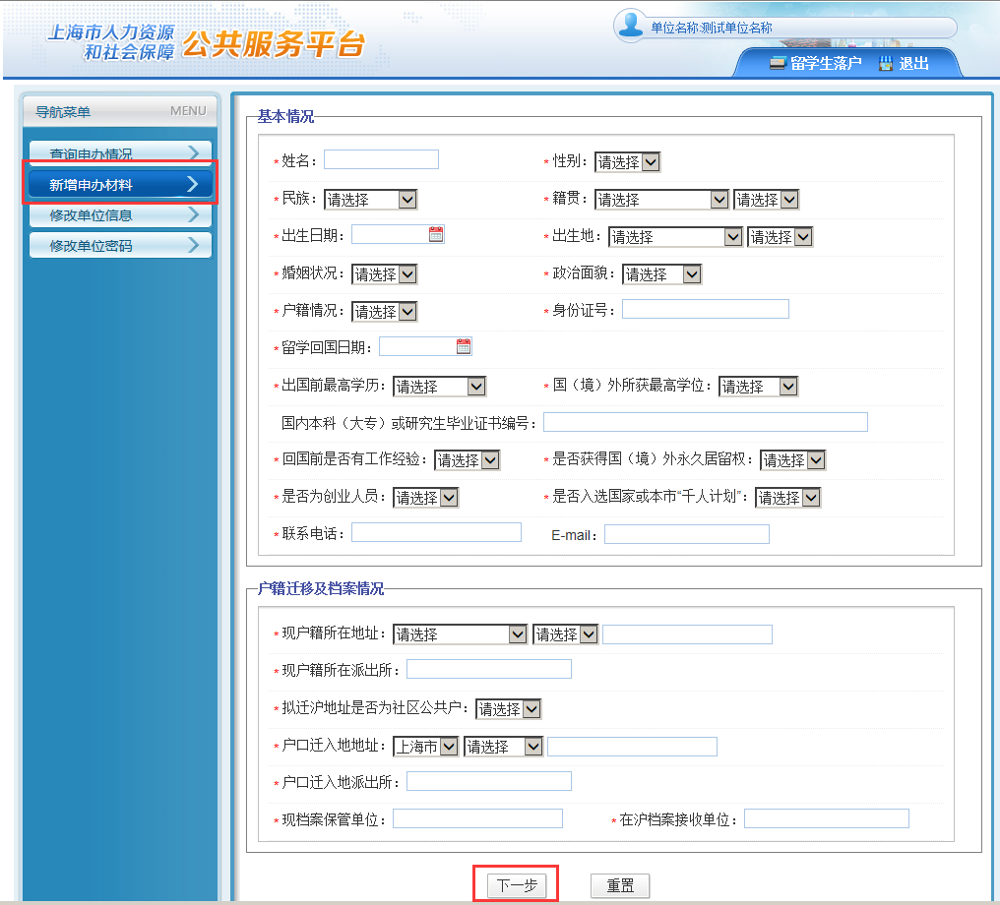 上海市人力资源
和社会保障 公共服务平台
单位名称:测试单位名称
留学生落户 退出
导航菜单 MENU
查询申办情况
新增申办材料
修改单位信息
修改单位密码
基本情况
*姓名： *性别：请选择
*民族：请选择 *籍贯：请选择 请选择
*出生日期： *出生地：请选择 请选择
*婚姻状况：请选择 *政治面貌：请选择
*户籍情况：请选择 *身份证号：
*留学回国日期：
*出国前最高学历：请选择 *国（境）外所获最高学位：请选择
国内本科（大专）或研究生毕业证书编号：
*回国前是否有工作经验：请选择 *是否获得国（境）外永久居留权：请选择
*是否为创业人员：请选择 *是否入选国家或本市“千人计划”：请选择
*联系电话： E-mail：
户籍迁移及档案情况
*现户籍所在地址：请选择 请选择
*现户籍所在派出所：
*拟迁沪地址是否为社区公共户：请选择
*户口迁入地地址：上海市 请选择
*户口迁入地派出所：
*现档案保管单位： *在沪档案接收单位：
下一步 重置